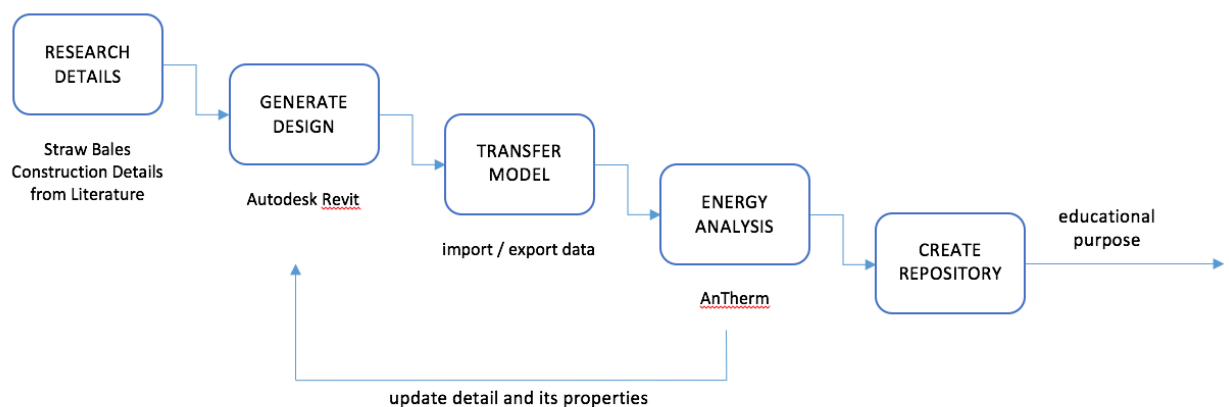 RESEARCH
DETAILS
Straw Bales
Construction Details
from Literature
GENERATE
DESIGN
Autodesk Revit
TRANSFER
MODEL
import / export data
ENERGY
ANALYSIS
AnTherm
CREATE
REPOSITORY
educational
purpose
update detail and its properties